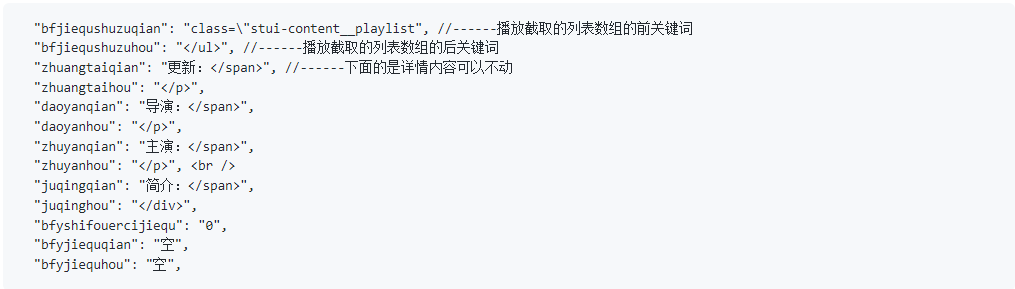 "bfjiequshuzuqian": "class=\"stui-content__playlist", //------播放截取的列表数组的前关键词
"bfjiequshuzuhou": "</ul>", //------播放截取的列表数组的后关键词
"zhuangtaiqian": "更新：</span>", //------下面的是详情内容可以不动
"zhuangtaihou": "</p>",
"daoyanqian": "导演：</span>",
"daoyanhou": "</p>",
"zhuyanqian": "主演：</span>",
"zhuyanhou": "</p>", <br />
"juqingqian": "简介：</span>",
"juqinghou": "</div>",
"bfyshifouercijiequ": "0",
"bfyjiequqian": "空",
"bfyjiequhou": "空",